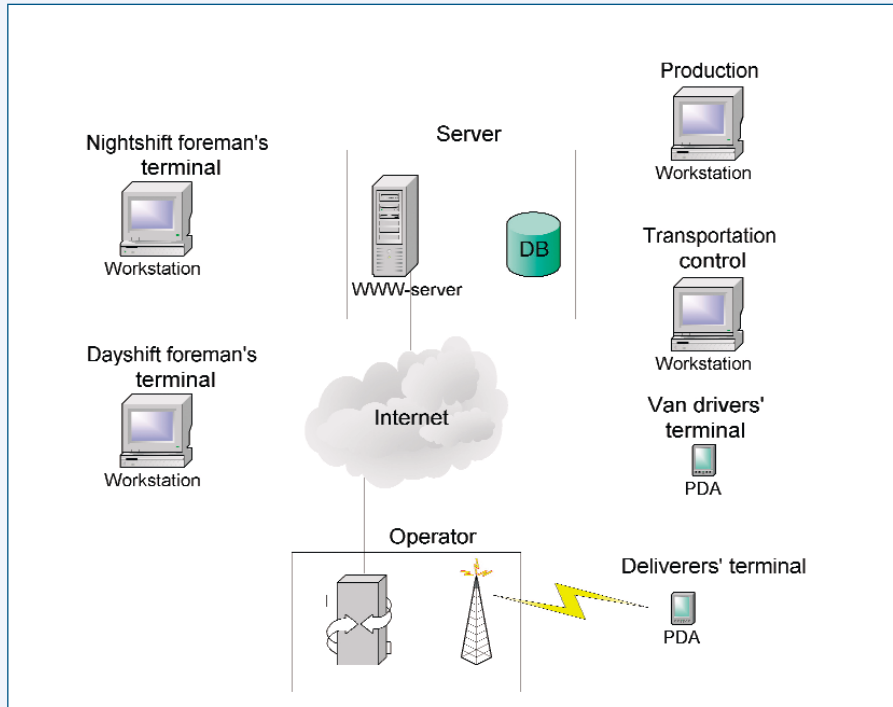 Production
Server
Nightshift foreman's
terminal
Workstation
Workstation
DB
WWW-server
Transportation
control
Workstation
Dayshift foreman's
terminal
Workstation
Internet
Van drivers'
terminal
PDA
Operator
Deliverers' terminal
PDA